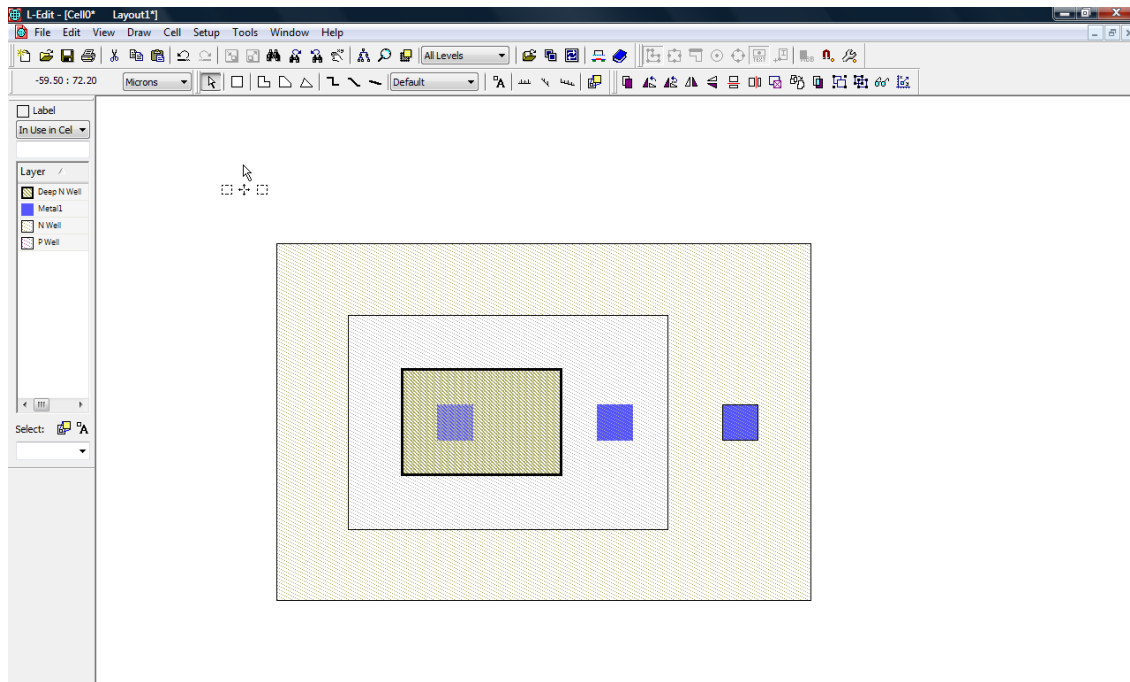 L-Edit - [Cell0* Layout1*]
File Edit View Draw Cell Setup Tools Window Help
All Levels
-59.50 : 72.20 Microns Default
Label
In Use in Cel
Layer
Deep N Well
Metal1
N Well
P Well
Select: